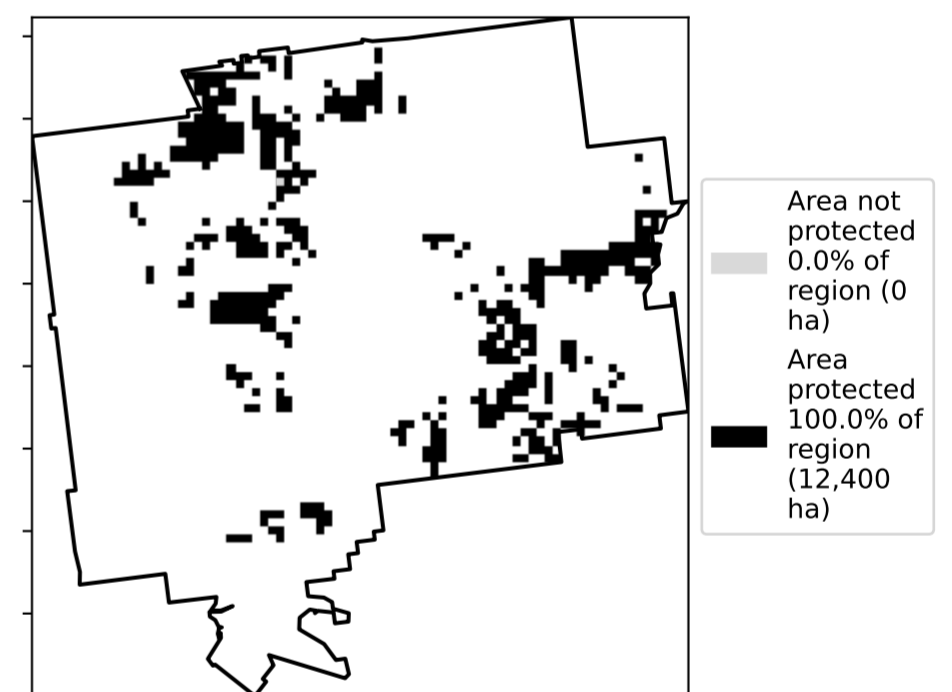 Area not
protected
0.0% of
region (0
ha)
Area
protected
100.0% of
region
(12,400
ha)